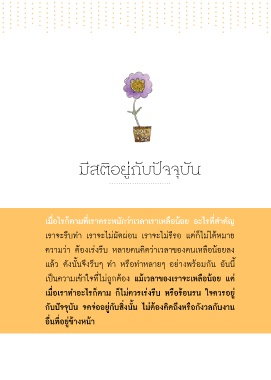 มีสติอยู่กับปัจจุบัน
เมื่อไรก็ตามที่เราตระหนักว่าเวลาเราเหลือน้อย อะไรที่สำคัญ
เราจะรีบทำ เราจะไม่ผัดผ่อน เราจะไม่รีรอ แต่ก็ไม่ได้หมาย
ความว่า ต้องเร่งรีบ หลายคนคิดว่าเวลาของคนเหลือน้อยลง
แล้ว ดังนั้นจึงรีบๆ ทำ หรือทำหลายๆ อย่างพร้อมกัน อันนี้
เป็นความเข้าใจที่ไม่ถูกต้อง แม้เวลาของเราจะเหลือน้อย แต่
เมื่อเราทำอะไรก็ตาม ก็ไม่ควรเร่งรีบ หรือร้อนรน ใจควรอยู่
กับปัจจุบัน จดจ่ออยู่กับสิ่งนั้น ไม่ต้องคิดถึงหรือกังวลกับงาน
อื่นที่อยู่ข้างหน้า